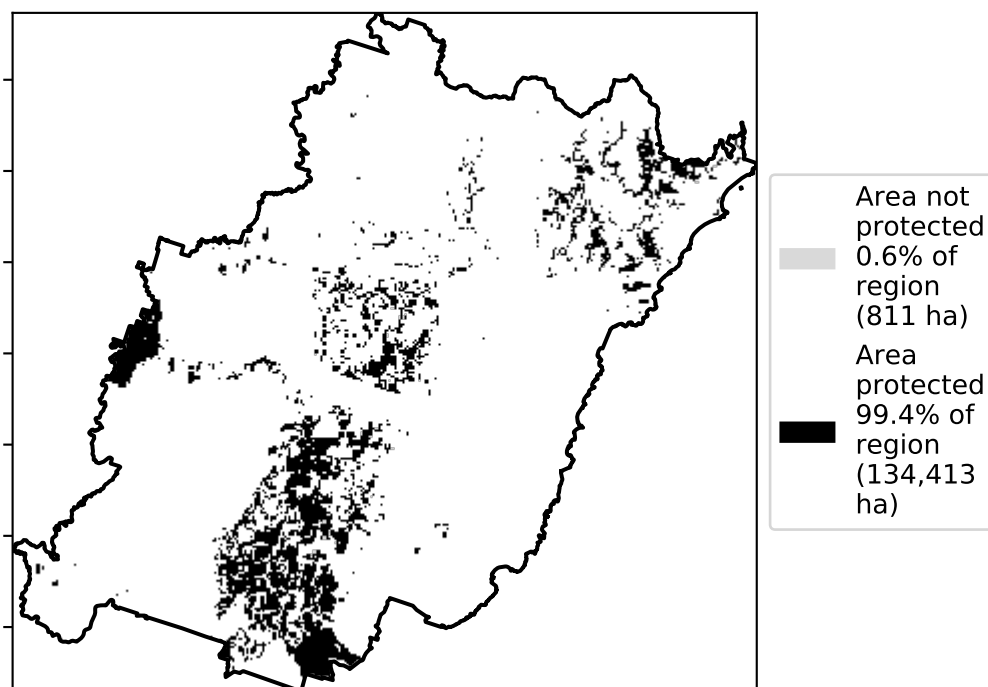 Area not
protected
0.6% of
region
(811 ha)
Area
protected
99.4% of
region
(134,413
ha)